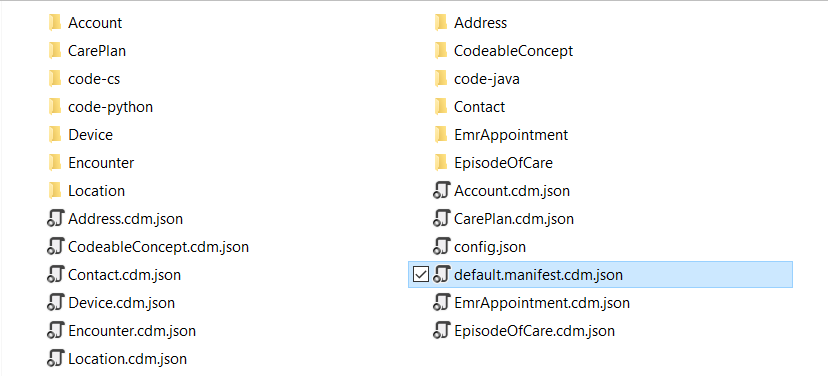 Account
Address
CarePlan
CodeableConcept
code-cs
code-java
code-python
Contact
Device
EmrAppointment
Encounter
EpisodeOfCare
Location
Account.cdm.json
Address.cdm.json
CarePlan.cdm.json
CodeableConcept.cdm.json
config.json
Contact.cdm.json
default.manifest.cdm.json
Device.cdm.json
EmrAppointment.cdm.json
Encounter.cdm.json
EpisodeOfCare.cdm.json
Location.cdm.json